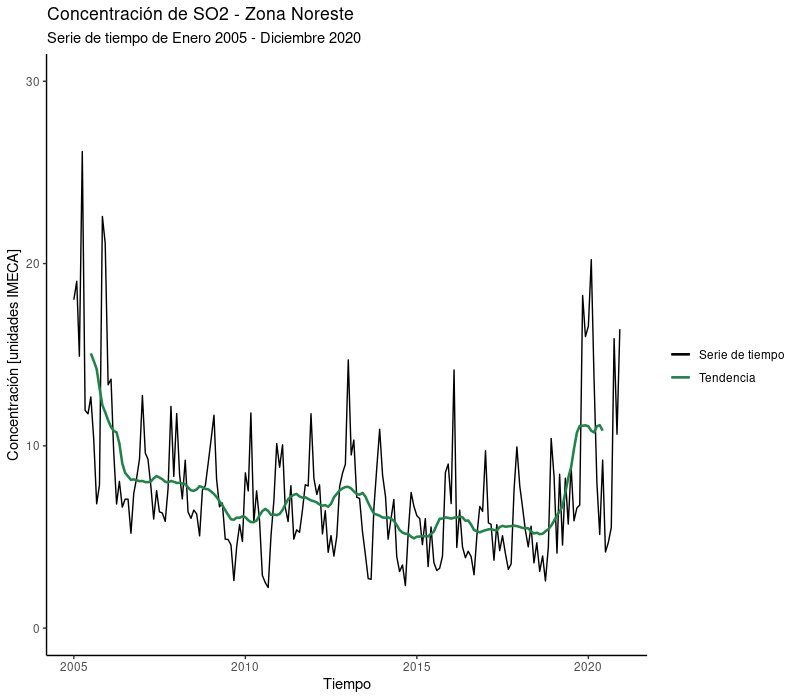 Concentración de SO2 - Zona Noreste
Serie de tiempo de Enero 2005 - Diciembre 2020
Concentración [unidades IMECA]
30
20
10
0
2005
2010
2015
2020
Tiempo
Serie de tiempo
Tendencia